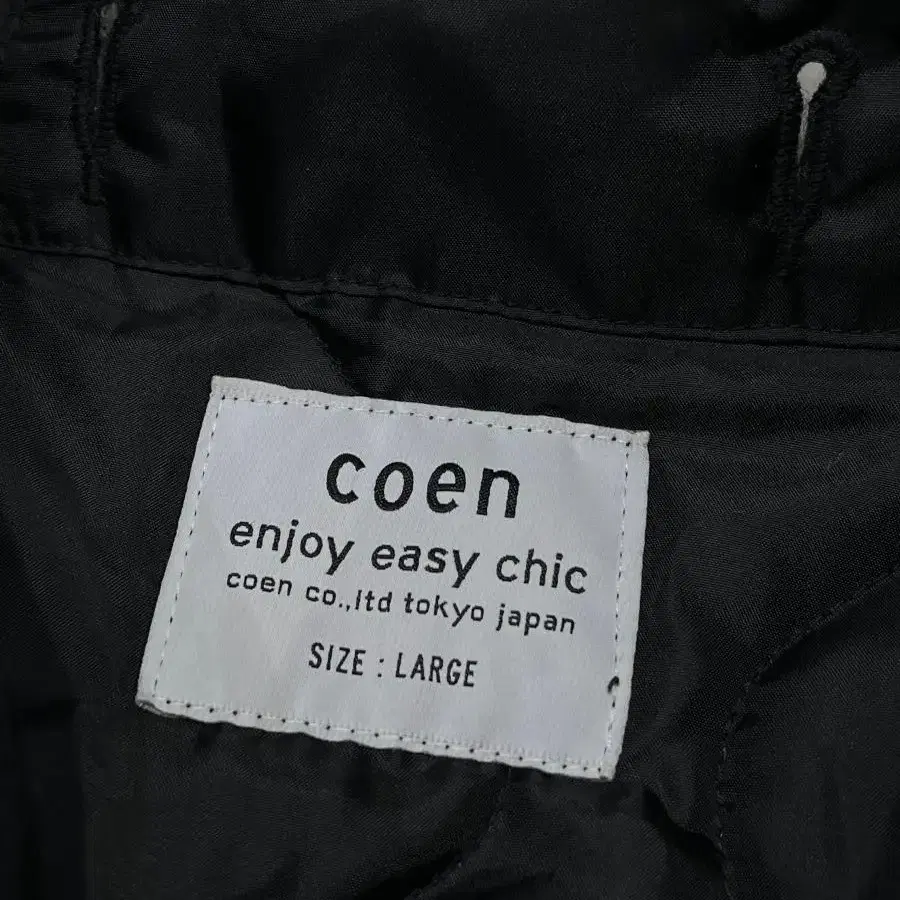 coen
enjoy easy chic
coen co.,ltd tokyo japan
SIZE : LARGE